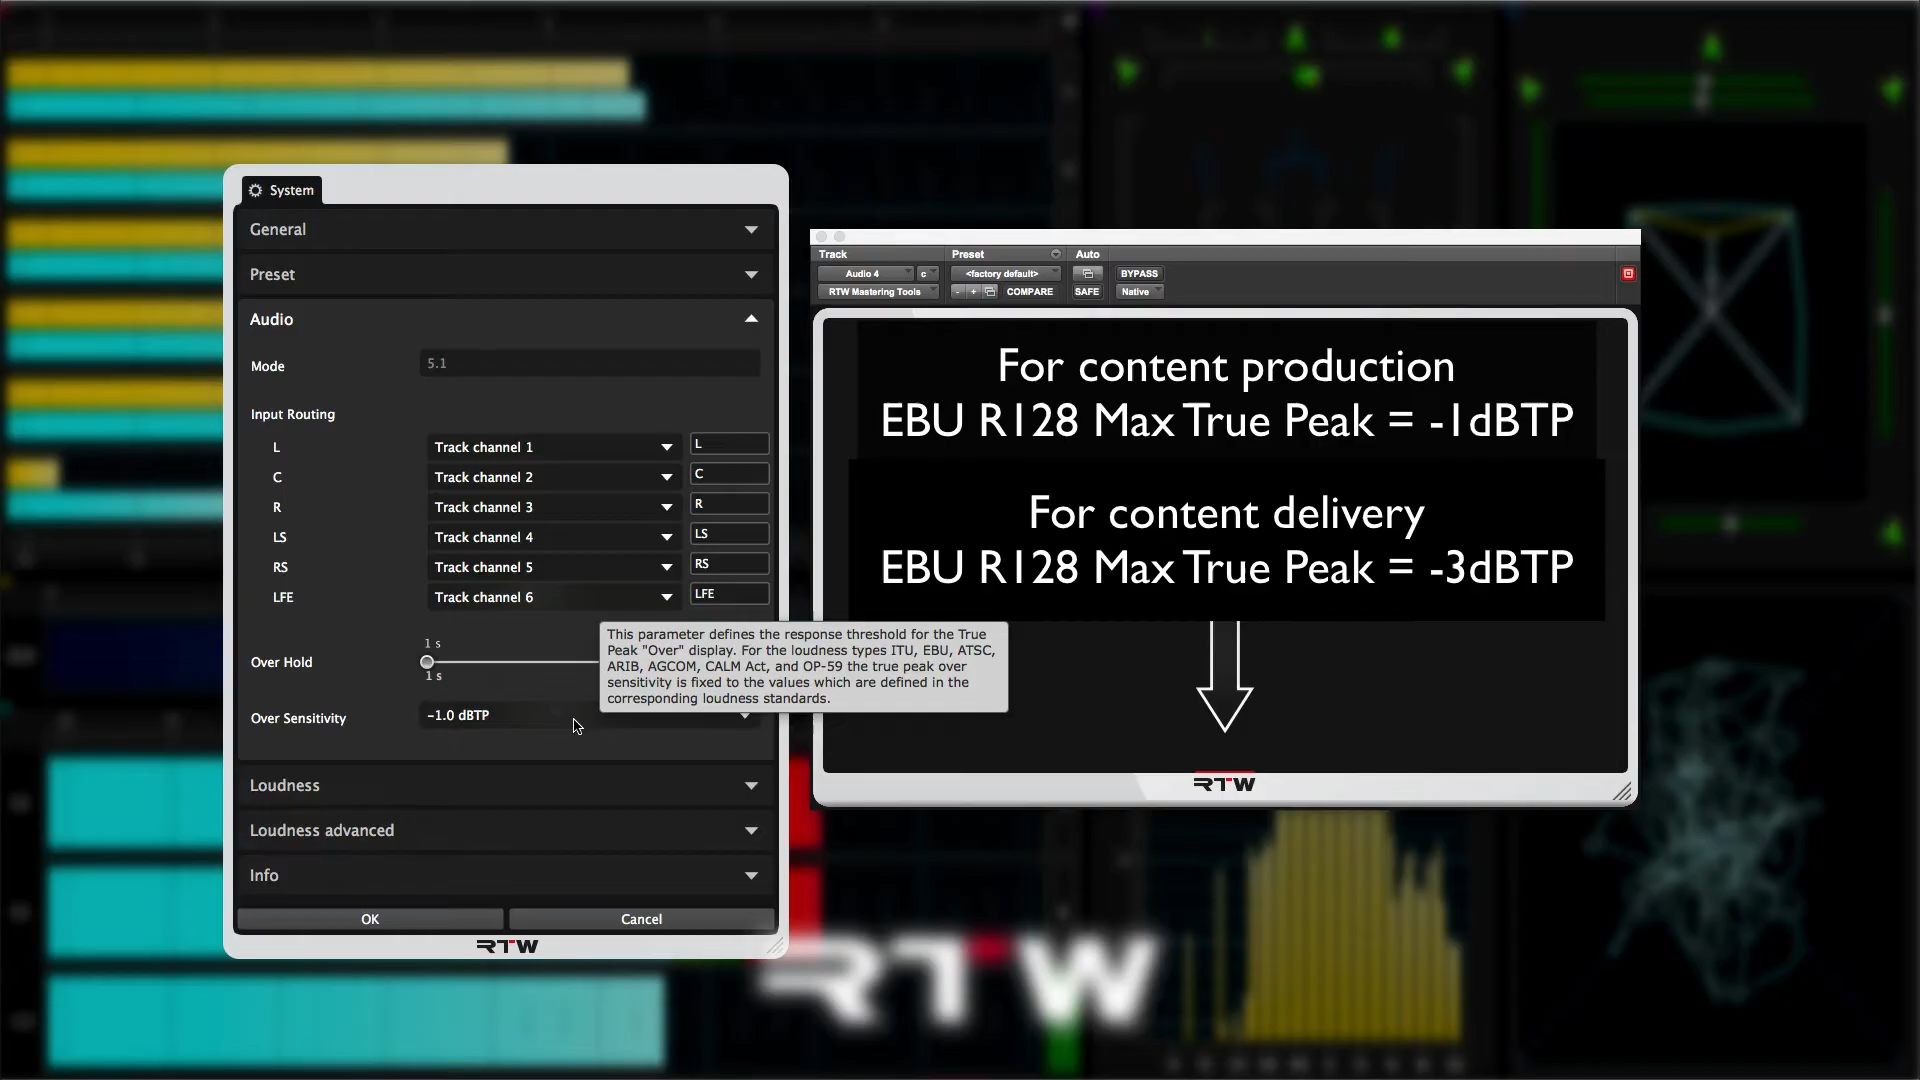 System
General
Preset
Audio
Mode
5.1
Input Routing
L Track channel 1 L
C Track channel 2 C
R Track channel 3 R
LS Track channel 4 LS
RS Track channel 5 RS
LFE Track channel 6 LFE
1 s
Over Hold
1 s
Over Sensitivity
-1.0 dBTP
This parameter defines the response threshold for the True
Peak "Over" display. For the loudness types ITU, EBU, ATSC,
ARIB, AGCOM, CALM Act, and OP-59 the true peak over
sensitivity is fixed to the values which are defined in the
corresponding loudness standards.
Loudness
Loudness advanced
Info
OK Cancel
RTW
Track Preset Auto
Audio 4 c <factory default> BYPASS
RTW Mastering Tools - + COMPARE SAFE Native
For content production
EBU R128 Max True Peak = -1dBTP
For content delivery
EBU R128 Max True Peak = -3dBTP
RTW
RTW